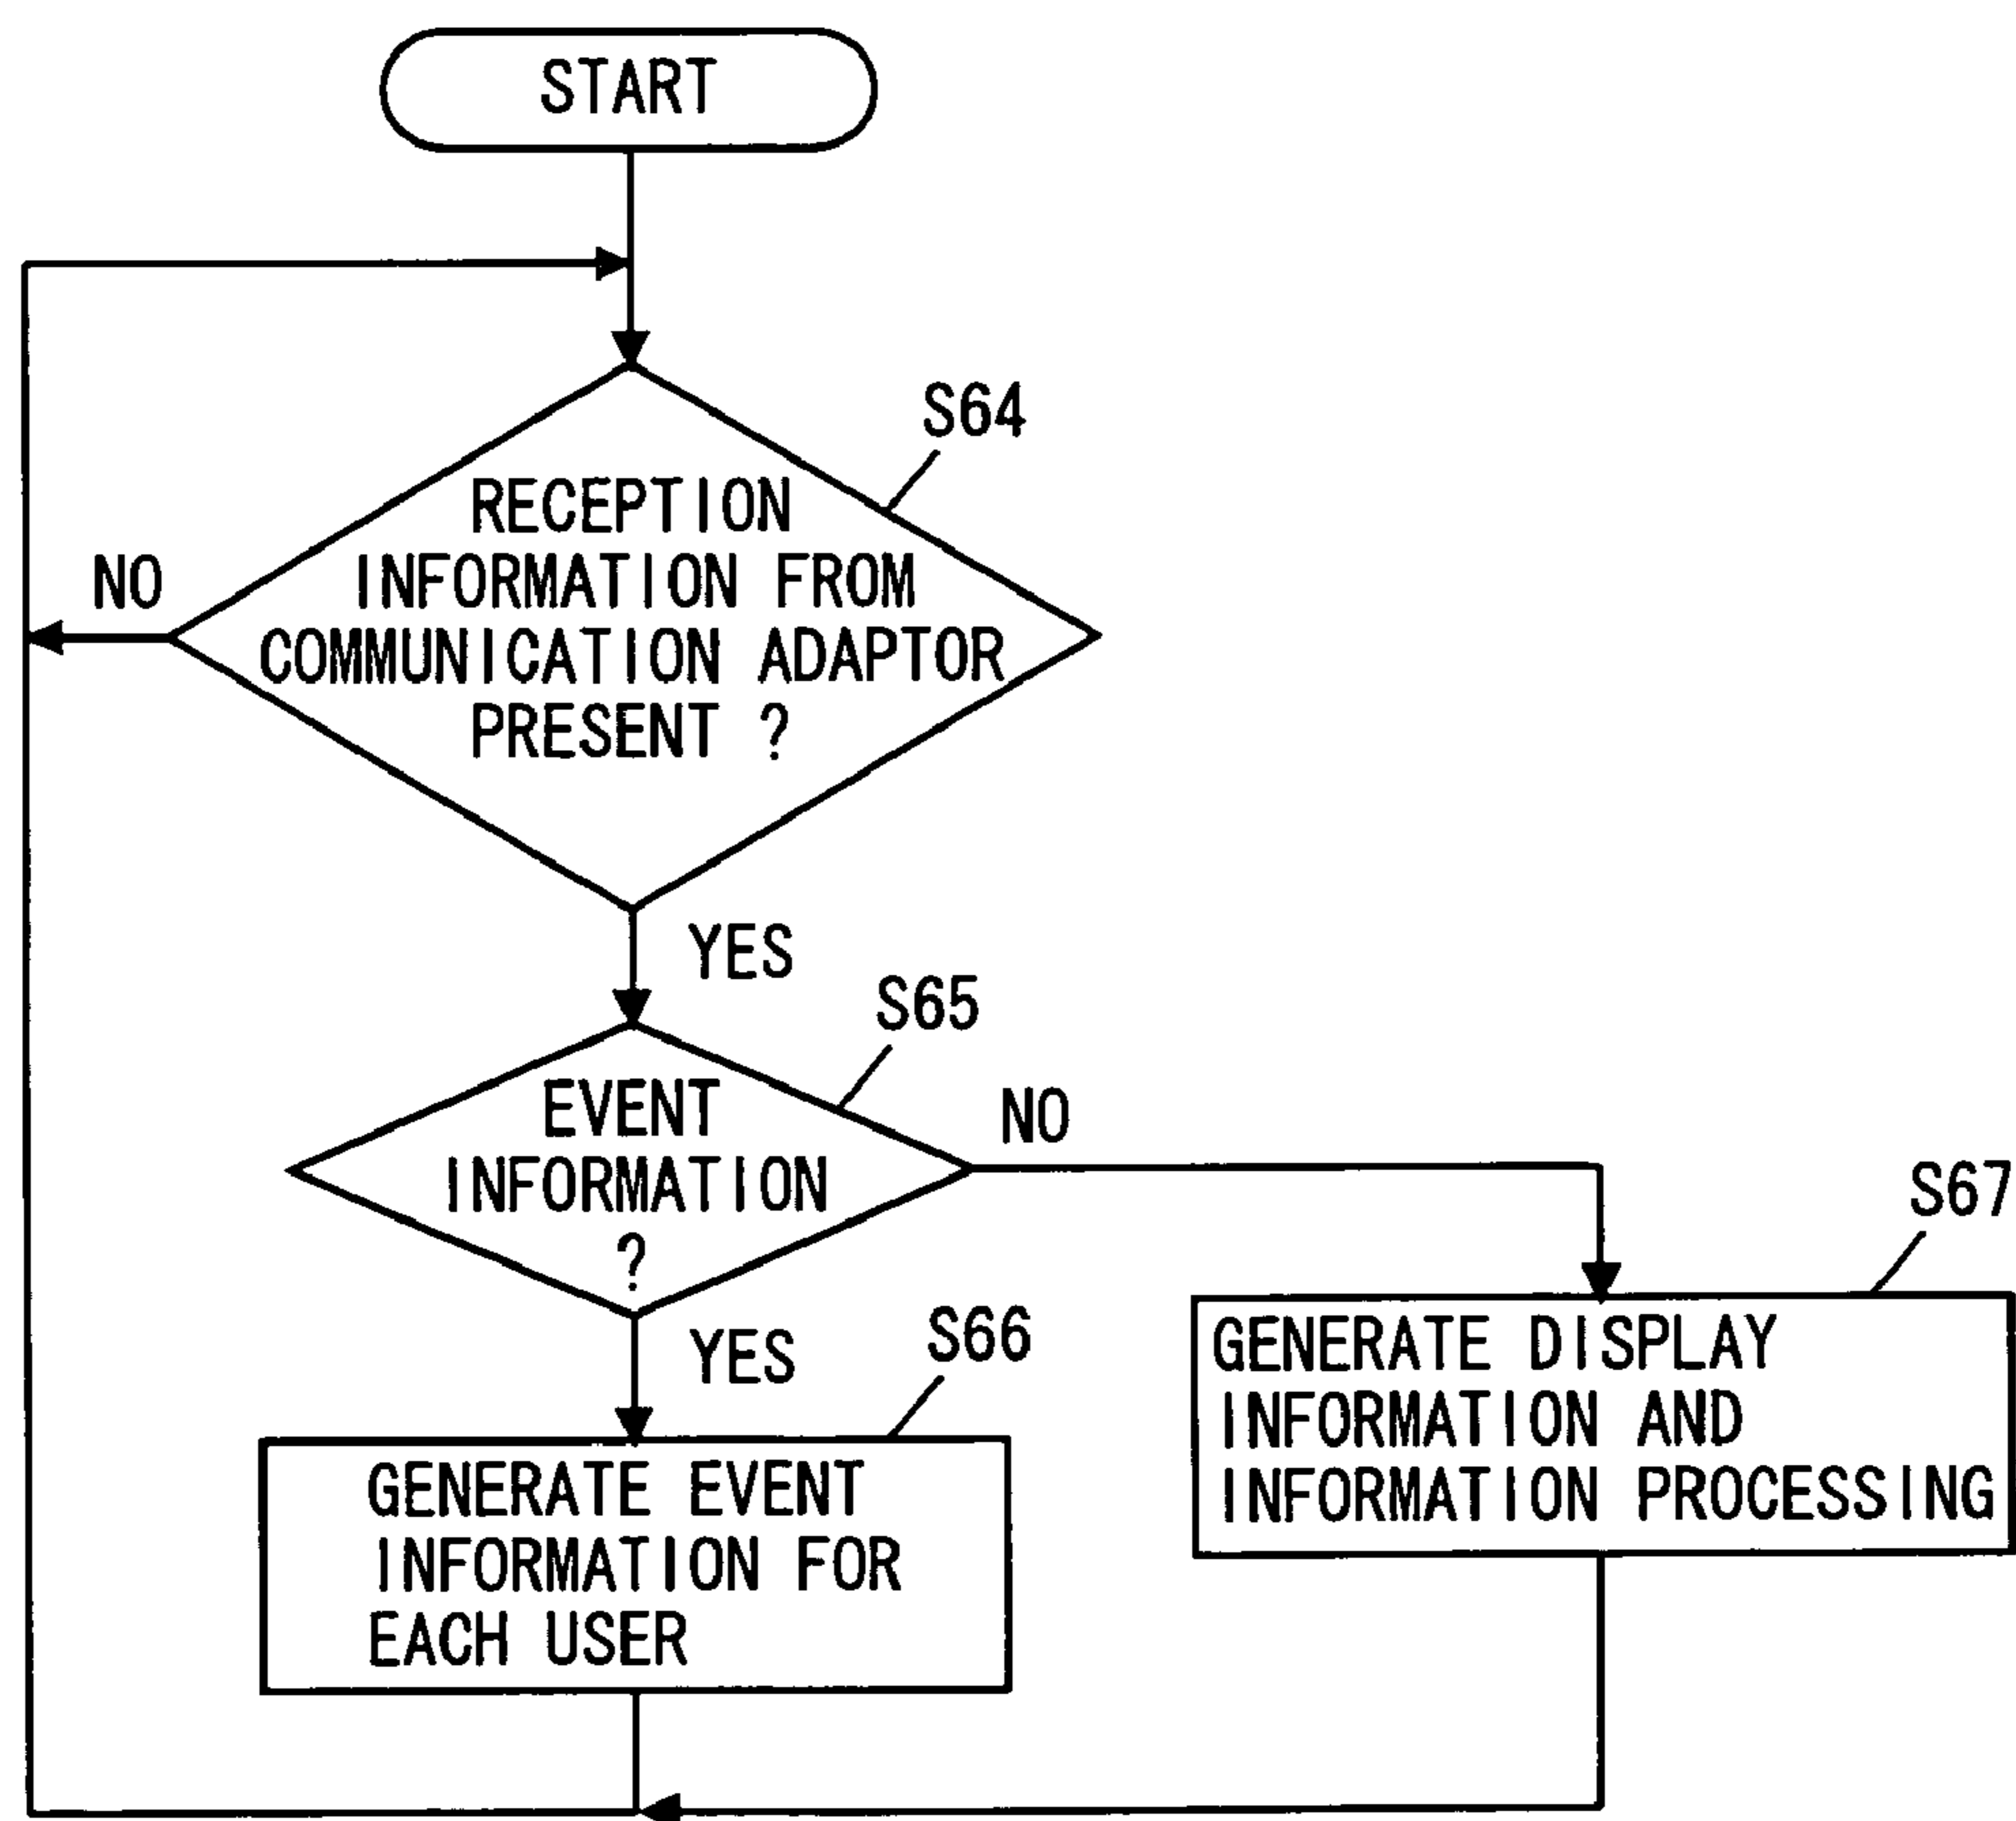 START
S64
RECEPTION
INFORMATION FROM
COMMUNICATION ADAPTOR
PRESENT ?
NO
YES
S65
EVENT
INFORMATION
?
NO
YES
S66
GENERATE EVENT
INFORMATION FOR
EACH USER
S67
GENERATE DISPLAY
INFORMATION AND
INFORMATION PROCESSING